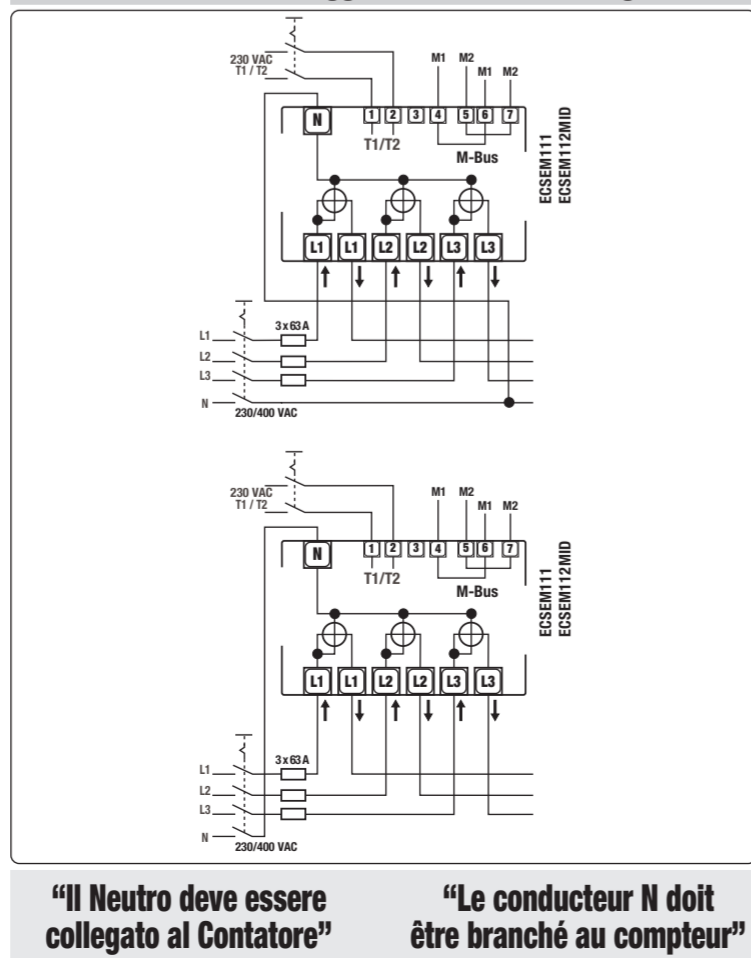 230 VAC
T1 / T2
M1 M2
M1 M2
N 1 2 3 4 5 6 7
T1/T2
M-Bus
ECSEM111
ECSEM112MID
L1 L1 L2 L2 L3 L3
3 x 63 A
L1
L2
L3
N
230/400 VAC
230 VAC
T1 / T2
M1 M2
M1 M2
N 1 2 3 4 5 6 7
T1/T2
M-Bus
ECSEM111
ECSEM112MID
L1 L1 L2 L2 L3 L3
3 x 63 A
L1
L2
L3
N
230/400 VAC
“Il Neutro deve essere
collegato al Contatore”
“Le conducteur N doit
être branché au compteur”